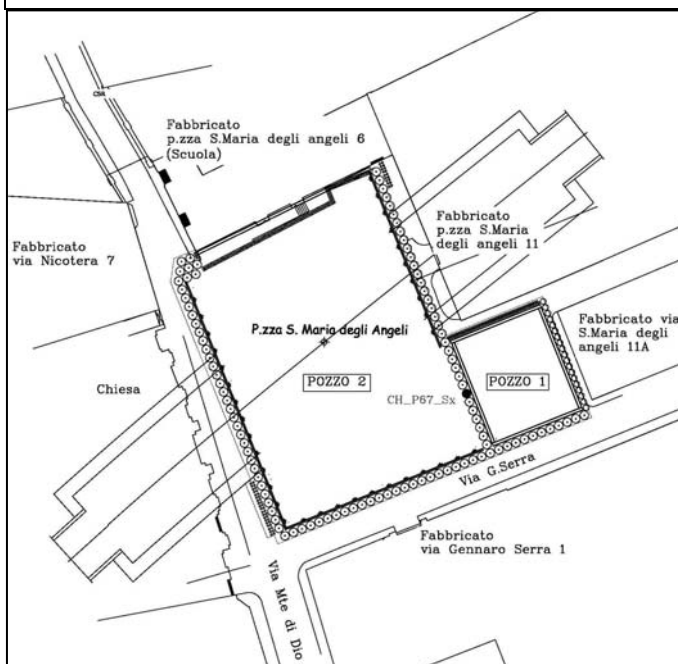 Fabbricato
p.zza S.Maria degli angeli 6
(Scuola)
Fabbricato
via Nicotera 7
Fabbricato
p.zza S.Maria
degli angeli 11
Fabbricato via
S.Maria degli
angeli 11A
P.zza S. Maria degli Angeli
Chiesa
POZZO 2
POZZO 1
CH_P67_Sx
Via G.Serra
Fabbricato
via Gennaro Serra 1
Via Mte di Dio